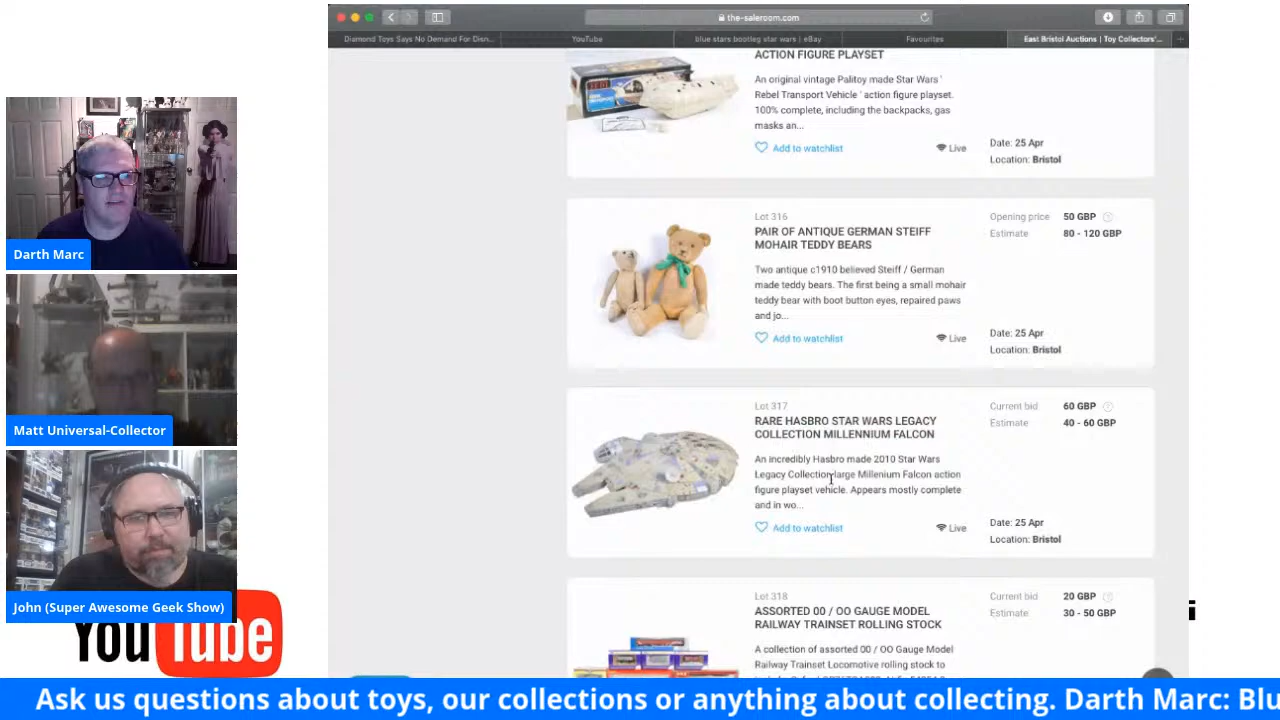 the-saleroom.com
Diamond Toys Says No Demand For Disn...
YouTube
blue stars bootleg star wars | eBay
Favourites
East Bristol Auctions | Toy Collectors'...
ACTION FIGURE PLAYSET
An original vintage Palitoy made Star Wars '
Rebel Transport Vehicle ' action figure playset.
100% complete, including the backpacks, gas
masks an...
Add to watchlist
Live
Date: 25 Apr
Location: Bristol
Lot 316
PAIR OF ANTIQUE GERMAN STEIFF
MOHAIR TEDDY BEARS
Two antique c1910 believed Steiff / German
made teddy bears. The first being a small mohair
teddy bear with boot button eyes, repaired paws
and jo...
Add to watchlist
Live
Opening price 50 GBP
Estimate 80 - 120 GBP
Date: 25 Apr
Location: Bristol
Lot 317
RARE HASBRO STAR WARS LEGACY
COLLECTION MILLENNIUM FALCON
An incredibly Hasbro made 2010 Star Wars
Legacy Collection large Millenium Falcon action
figure playset vehicle. Appears mostly complete
and in wo...
Add to watchlist
Live
Current bid 60 GBP
Estimate 40 - 60 GBP
Date: 25 Apr
Location: Bristol
Lot 318
ASSORTED 00 / OO GAUGE MODEL
RAILWAY TRAINSET ROLLING STOCK
A collection of assorted 00 / OO Gauge Model
Railway Trainset Locomotive rolling stock to
Current bid 20 GBP
Estimate 30 - 50 GBP
Darth Marc
Matt Universal-Collector
John (Super Awesome Geek Show)
YouTube
i
Ask us questions about toys, our collections or anything about collecting. Darth Marc: Blu